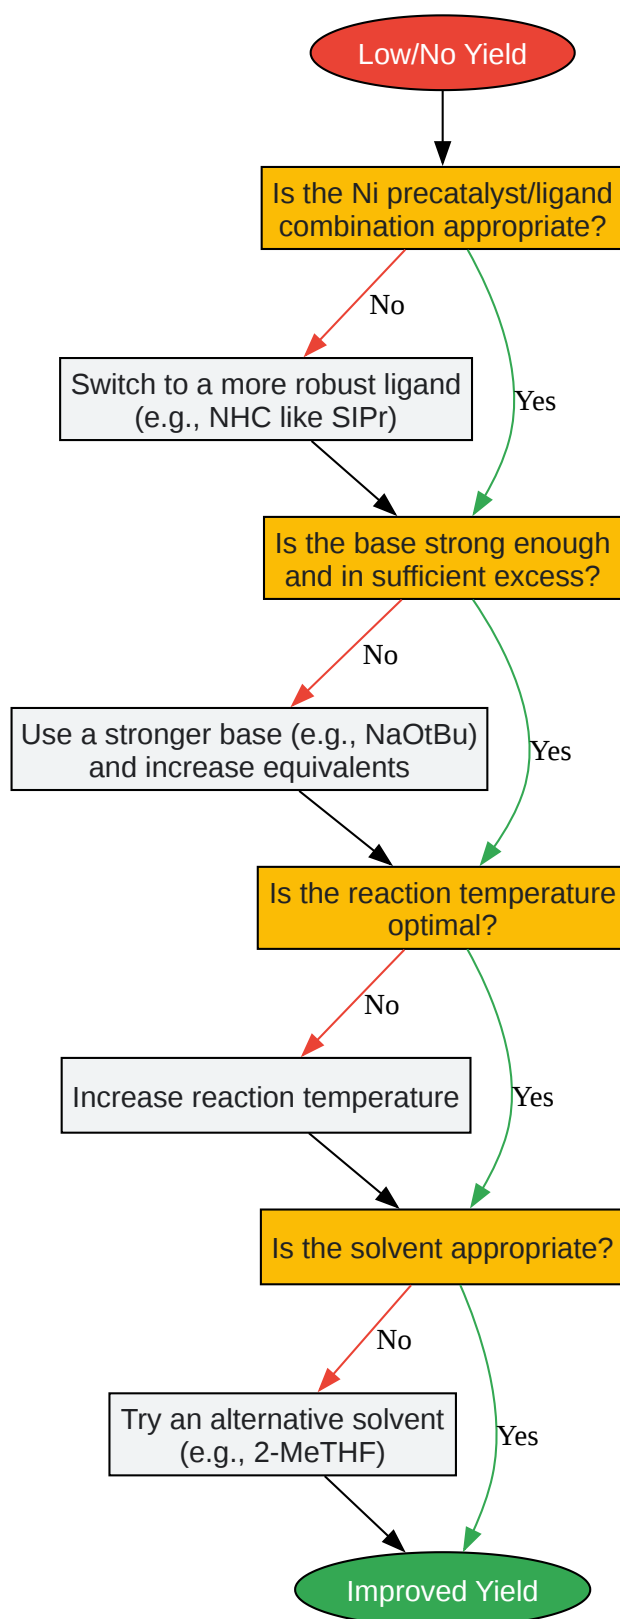 Low/No Yield
Is the Ni precatalyst/ligand
combination appropriate?
No
Switch to a more robust ligand
(e.g., NHC like SIPr)
Yes
Is the base strong enough
and in sufficient excess?
No
Use a stronger base (e.g., NaOtBu)
and increase equivalents
Yes
Is the reaction temperature
optimal?
No
Increase reaction temperature
Yes
Is the solvent appropriate?
No
Try an alternative solvent
(e.g., 2-MeTHF)
Yes
Improved Yield